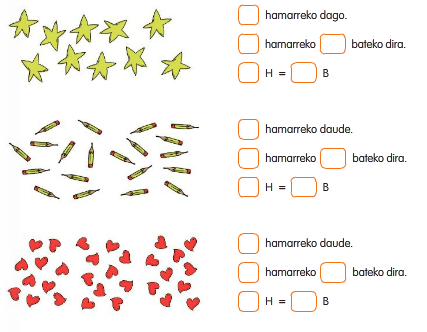 hamarreko dago.
hamarreko bateko dira.
H = B
hamarreko daude.
hamarreko bateko dira.
H = B
hamarreko daude.
hamarreko bateko dira.
H = B